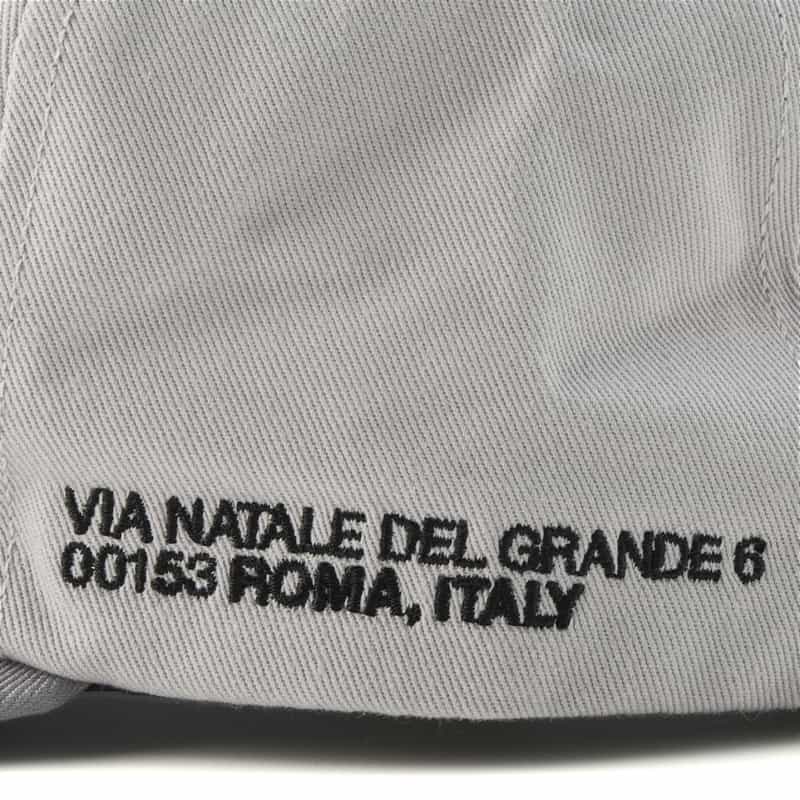 VIA NATALE DEL GRANDE 6
00153 ROMA, ITALY